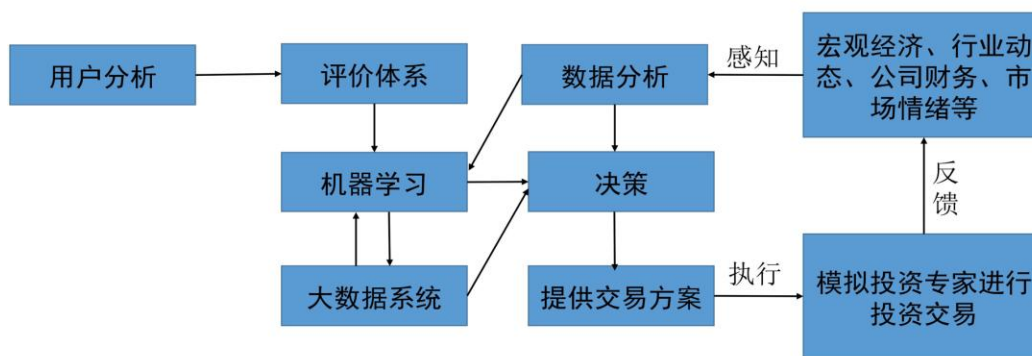 用户分析
评价体系
数据分析
感知
宏观经济、行业动
态、公司财务、市
场情绪等
机器学习
决策
反
馈
大数据系统
提供交易方案
执行
模拟投资专家进行
投资交易